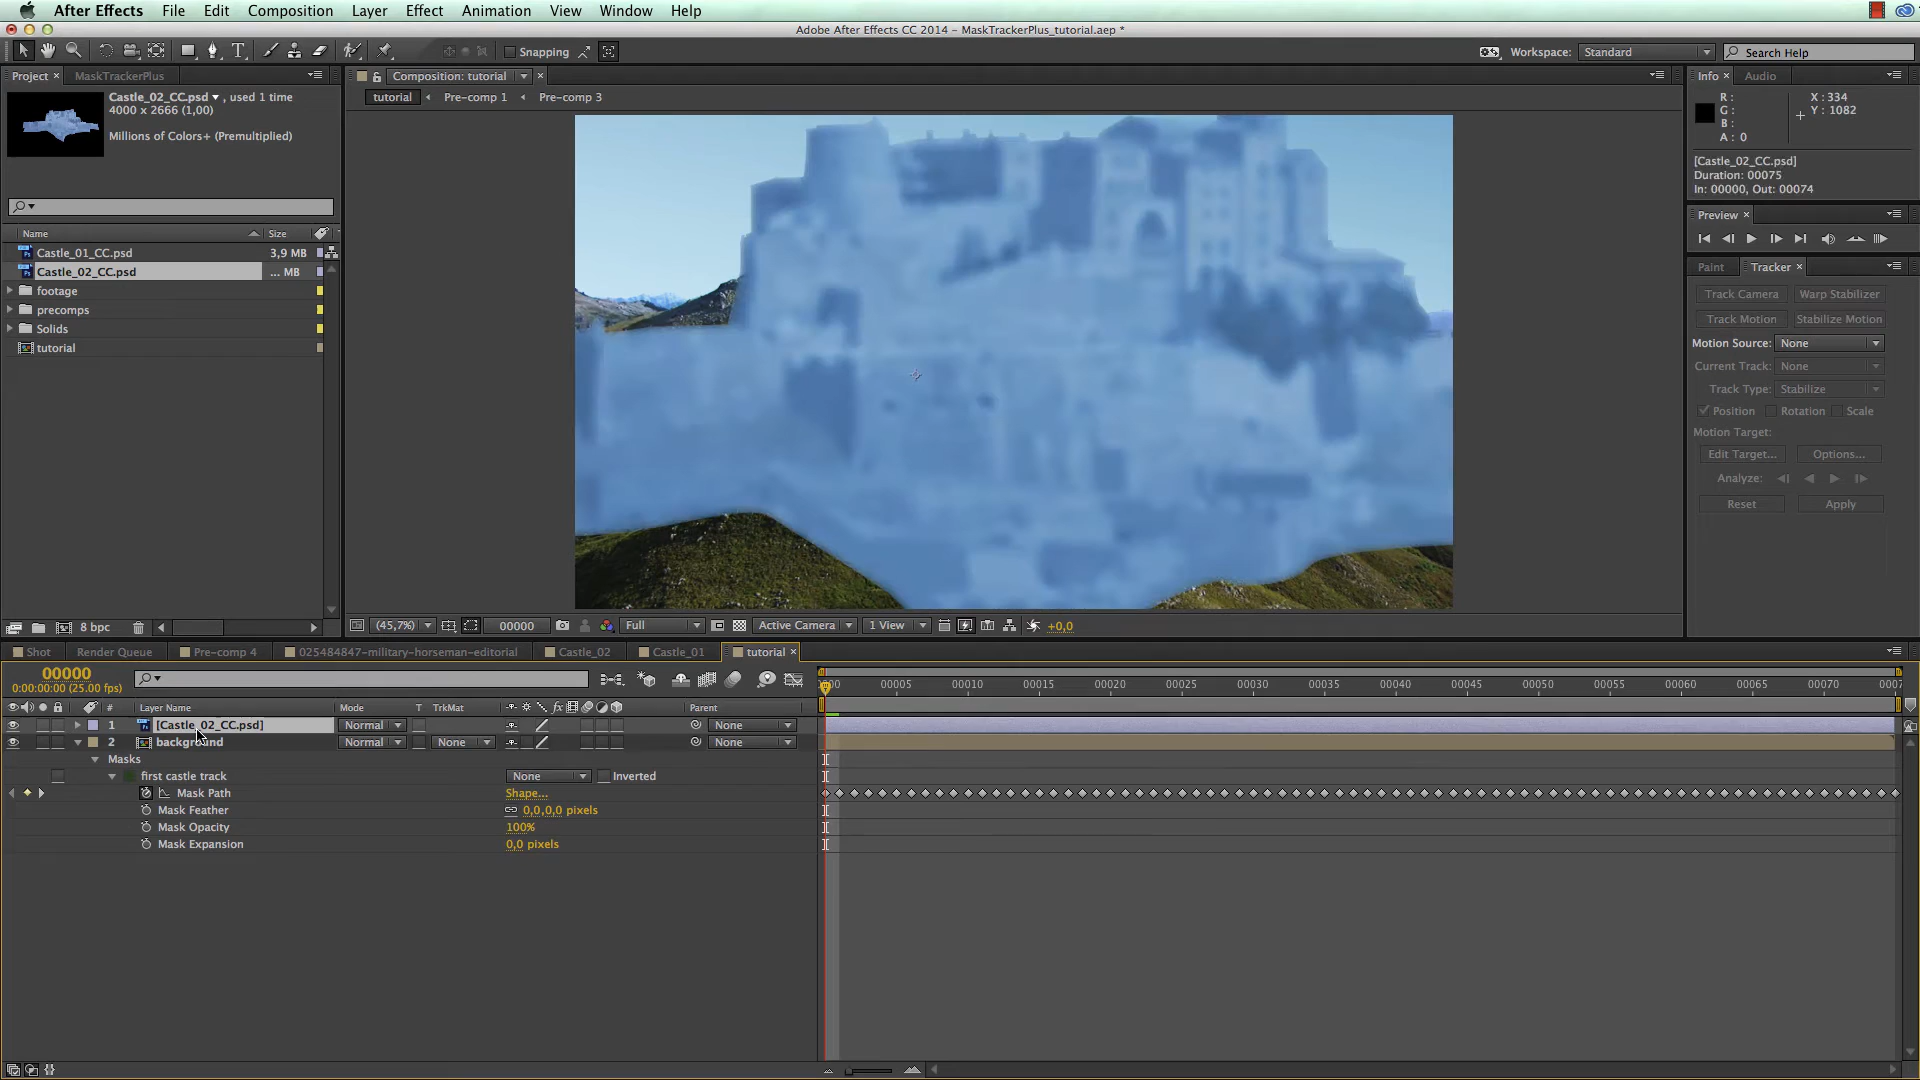 After Effects File Edit Composition Layer Effect Animation View Window Help
Adobe After Effects CC 2014 – MaskTrackerPlus_tutorial.aep *
T Snapping Workspace: Standard Search Help
Project × MaskTrackerPlus Composition: tutorial × Info × Audio
Castle_02_CC.psd , used 1 time
4000 x 2666 (1,00)
Millions of Colors+ (Premultiplied)
tutorial Pre-comp 1 Pre-comp 3
R: X : 334
G: Y : 1082
B:
A: 0
[Castle_02_CC.psd]
Duration: 00075
In: 00000, Out: 00074
Name Size
Castle_01_CC.psd 3,9 MB
Castle_02_CC.psd ... MB
footage
precomps
Solids
tutorial
Preview ×
Paint Tracker ×
Track Camera Warp Stabilizer
Track Motion Stabilize Motion
Motion Source: None
Current Track: None
Track Type: Stabilize
Position Rotation Scale
Motion Target:
Edit Target... Options...
Analyze:
Reset Apply
8 bpc (45,7%) 00000 Full Active Camera 1 View +0,0
Shot Render Queue Pre-comp 4 025484847-military-horseman-editorial Castle_02 Castle_01 tutorial ×
00000
0:00:00:00 (25.00 fps)
00005 00010 00015 00020 00025 00030 00035 00040 00045 00050 00055 00060 00065 00070
# Layer Name Mode T TrkMat fx Parent
1 [Castle_02_CC.psd] Normal None
2 background Normal None None
Masks
first castle track None Inverted
Mask Path Shape...
Mask Feather 0,0,0,0 pixels
Mask Opacity 100%
Mask Expansion 0,0 pixels